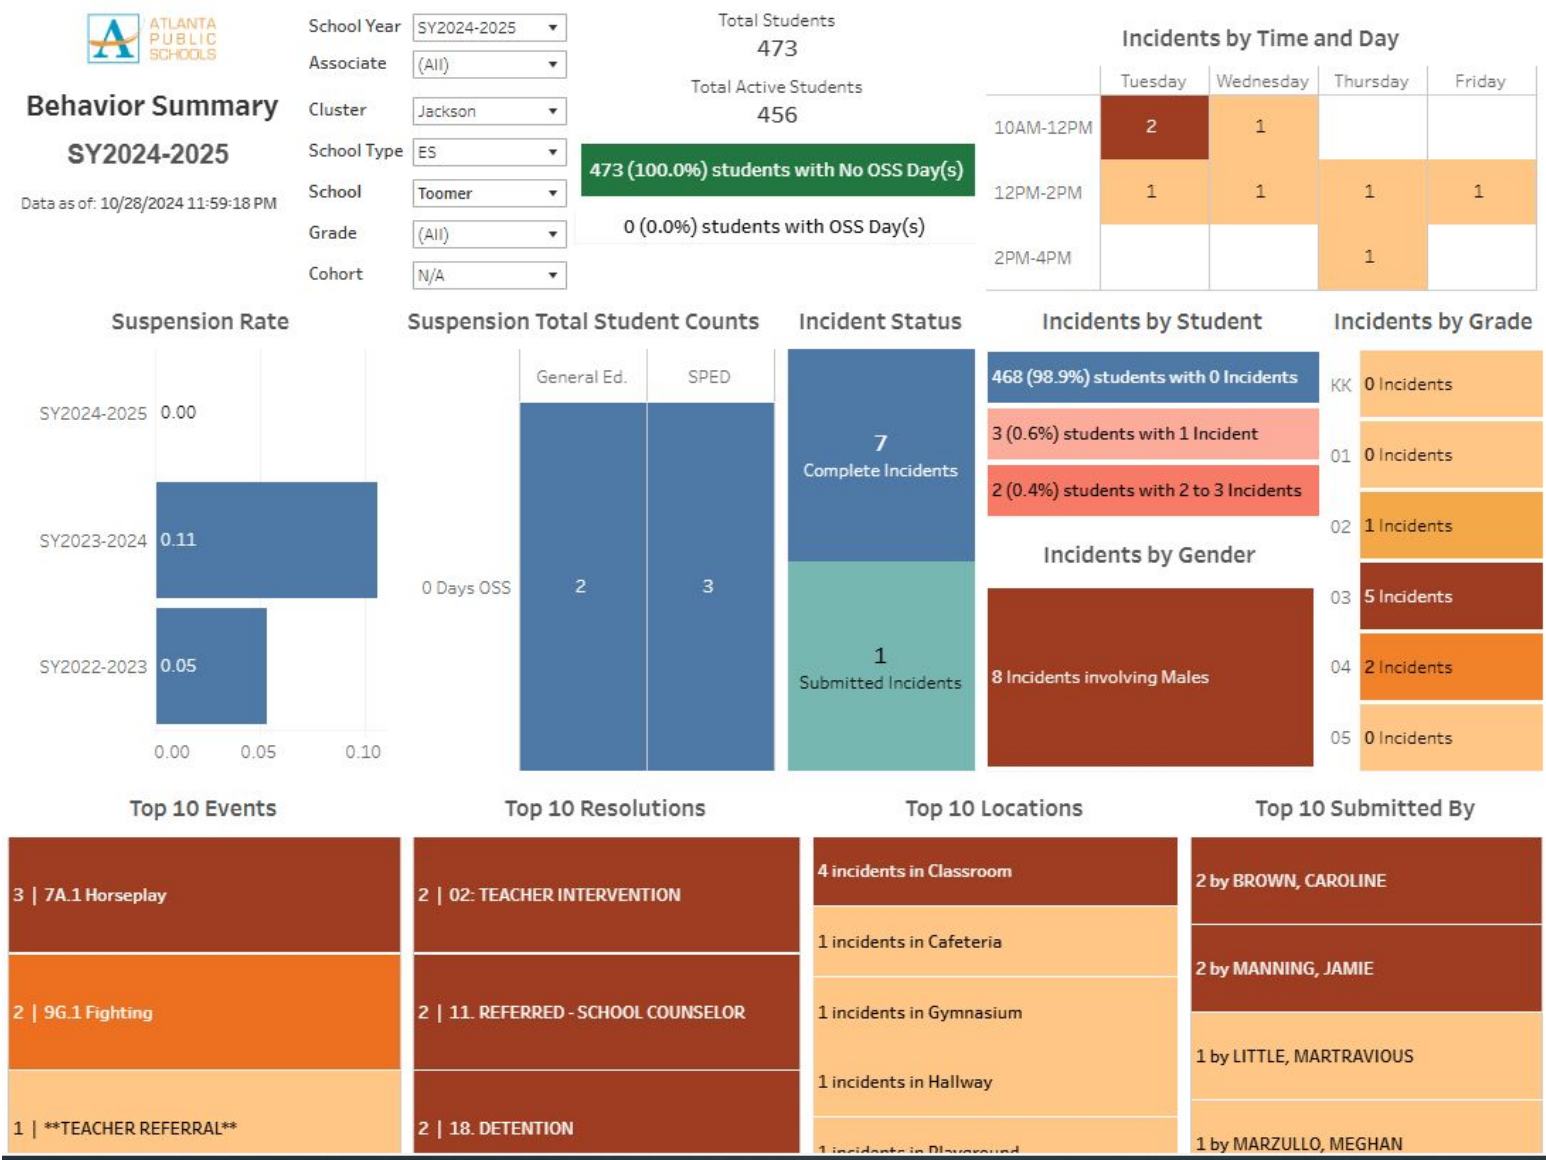 ATLANTA
PUBLIC
SCHOOLS
Behavior Summary
SY2024-2025
Data as of: 10/28/2024 11:59:18 PM
School Year SY2024-2025
Associate (All)
Cluster Jackson
School Type ES
School Toomer
Grade (All)
Cohort N/A
Total Students
473
Total Active Students
456
473 (100.0%) students with No OSS Day(s)
0 (0.0%) students with OSS Day(s)
Incidents by Time and Day
Tuesday Wednesday Thursday Friday
10AM-12PM 2 1
12PM-2PM 1 1 1 1
2PM-4PM 1
Suspension Rate
SY2024-2025 0.00
SY2023-2024 0.11
SY2022-2023 0.05
0.00 0.05 0.10
Suspension Total Student Counts
General Ed. SPED
0 Days OSS 2 3
Incident Status
7
Complete Incidents
1
Submitted Incidents
Incidents by Student
468 (98.9%) students with 0 Incidents
3 (0.6%) students with 1 Incident
2 (0.4%) students with 2 to 3 Incidents
Incidents by Gender
8 Incidents involving Males
Incidents by Grade
KK 0 Incidents
01 0 Incidents
02 1 Incidents
03 5 Incidents
04 2 Incidents
05 0 Incidents
Top 10 Events
3 | 7A.1 Horseplay
2 | 9G.1 Fighting
1 | **TEACHER REFERRAL**
Top 10 Resolutions
2 | 02: TEACHER INTERVENTION
2 | 11. REFERRED - SCHOOL COUNSELOR
2 | 18. DETENTION
Top 10 Locations
4 incidents in Classroom
1 incidents in Cafeteria
1 incidents in Gymnasium
1 incidents in Hallway
1 incidents in Playground
Top 10 Submitted By
2 by BROWN, CAROLINE
2 by MANNING, JAMIE
1 by LITTLE, MARTRAVIOUS
1 by MARZULLO, MEGHAN